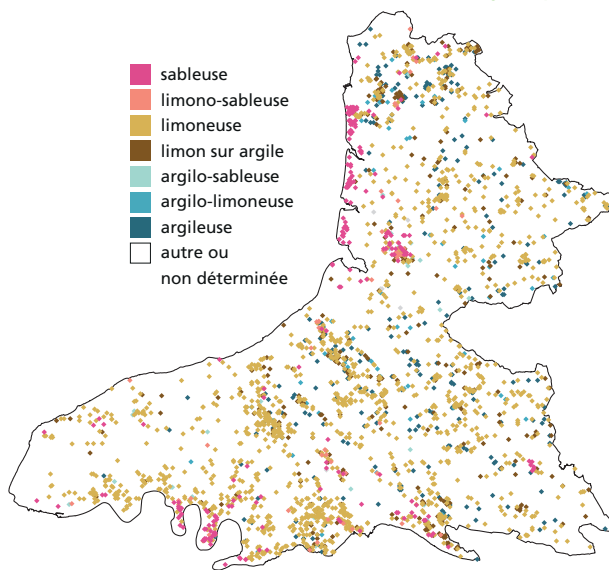 sableuse
limono-sableuse
limoneuse
limon sur argile
argilo-sableuse
argilo-limoneuse
argileuse
autre ou
non déterminée